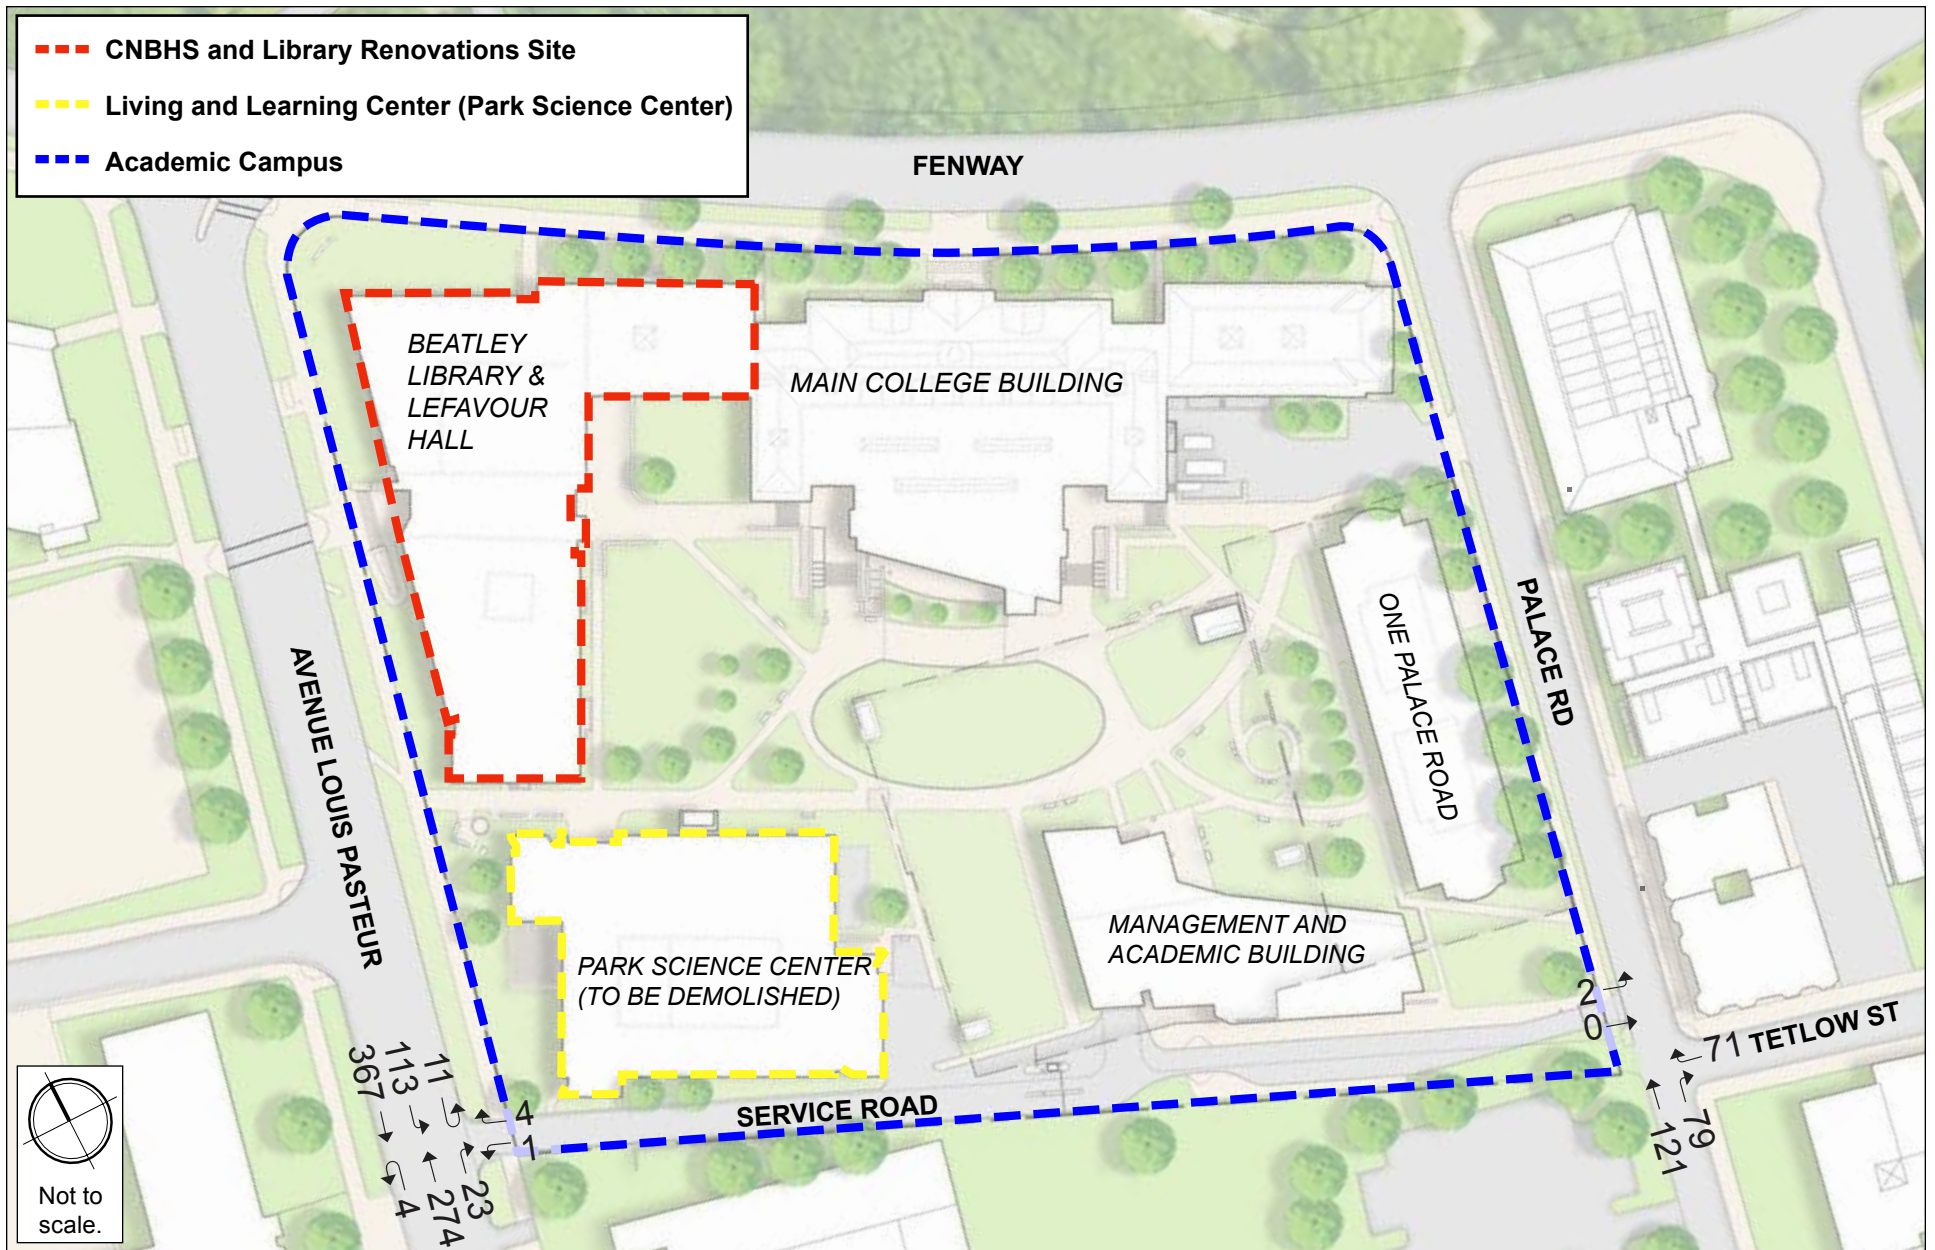 CNBHS and Library Renovations Site
Living and Learning Center (Park Science Center)
Academic Campus
FENWAY
BEATLEY
LIBRARY &
LEFAVOUR
HALL
MAIN COLLEGE BUILDING
ONE PALACE ROAD
PALACE RD
AVENUE LOUIS PASTEUR
MANAGEMENT AND
ACADEMIC BUILDING
PARK SCIENCE CENTER
(TO BE DEMOLISHED)
2
0
71
TETLOW ST
79
121
SERVICE ROAD
367
113
11
4
1
4
274
23
Not to
scale.